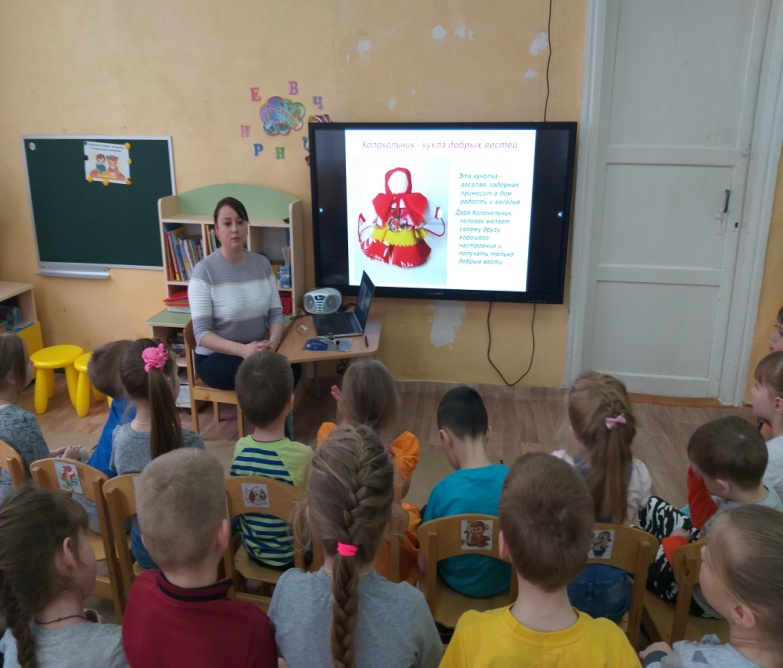 Е В Ч
И Р Н
Колокольчик - кукла добрых вестей
Эта куколка -
веселая, задорная,
приносит в дом
радость и веселье.
Даря Колокольчик,
человек желает
своему другу
хорошего
настроения и
получать только
добрые вести